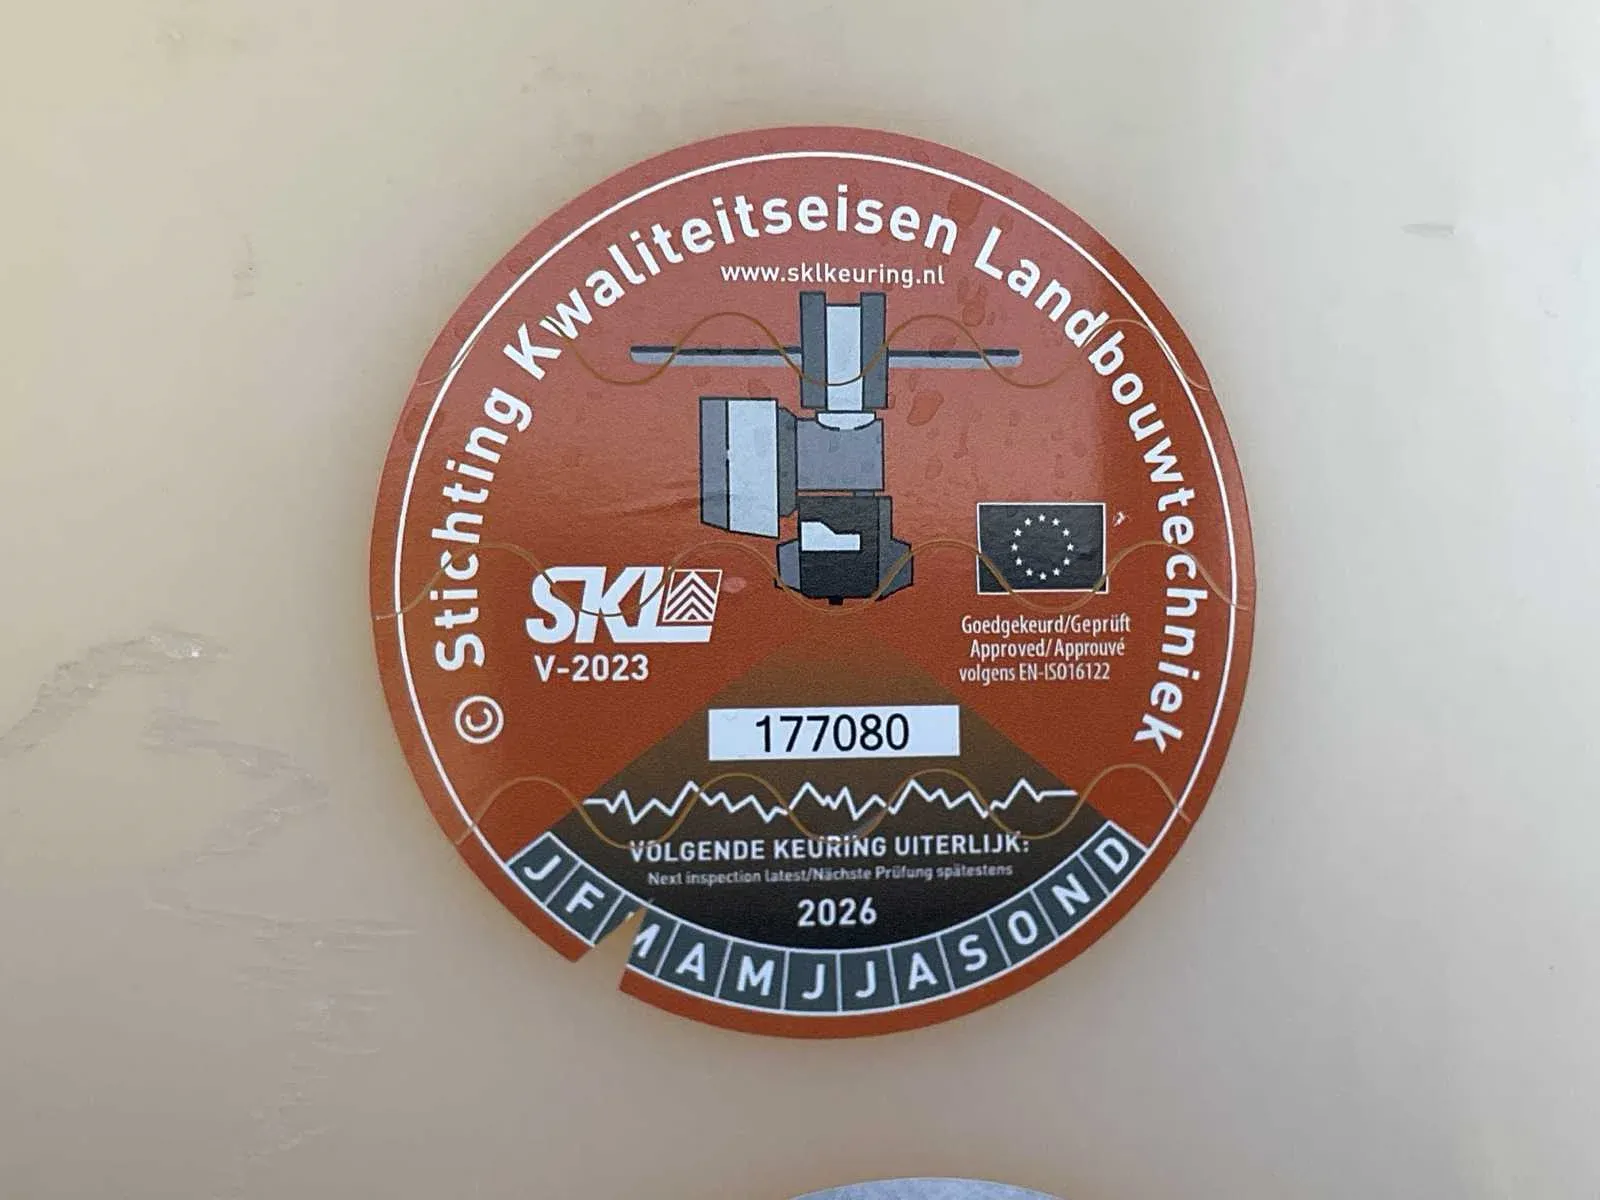 © Stichting Kwaliteitseisen Landbouwtechniek
www.sklkeuring.nl
SKL
V-2023
Goedgekeurd/Geprüft
Approved/Approuvé
volgens EN-ISO16122
177080
VOLGENDE KEURING UITERLIJK:
Next inspection latest/Nächste Prüfung spätestens
2026
J F M A M J J A S O N D